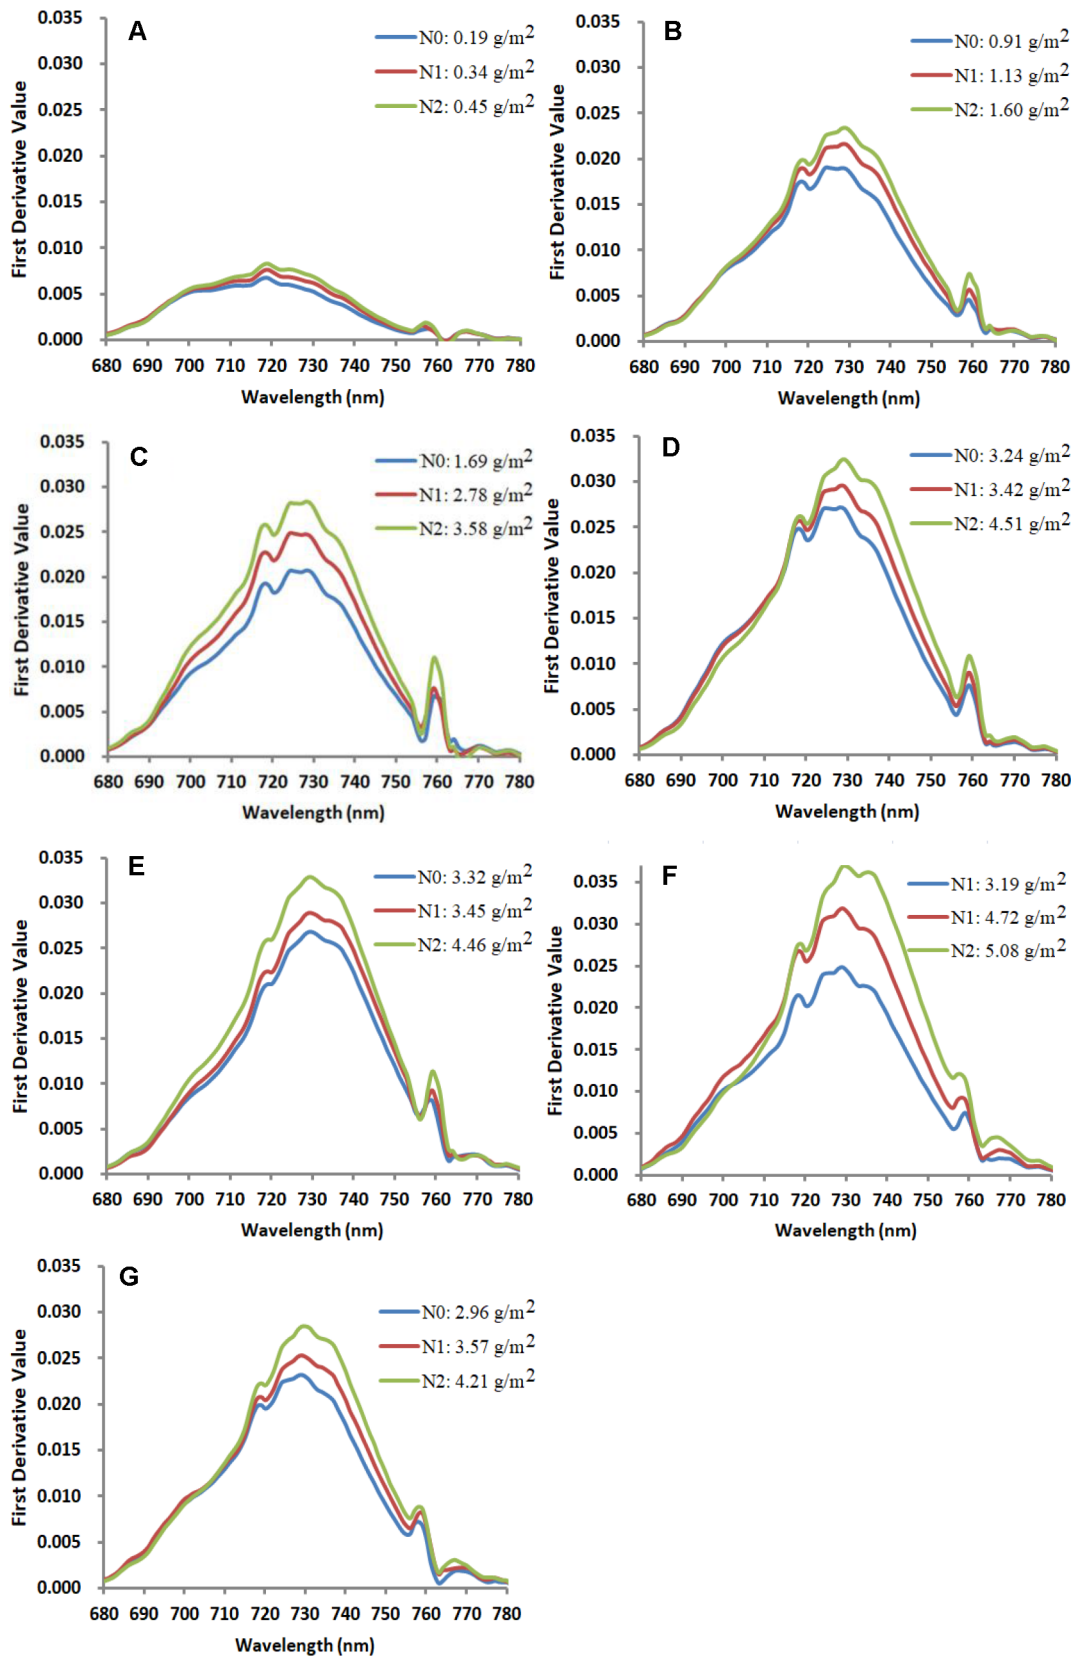 A
N0: 0.19 g/m2
N1: 0.34 g/m2
N2: 0.45 g/m2
First Derivative Value
0.035
0.030
0.025
0.020
0.015
0.010
0.005
0.000
680 690 700 710 720 730 740 750 760 770 780
Wavelength (nm)
B
N0: 0.91 g/m2
N1: 1.13 g/m2
N2: 1.60 g/m2
First Derivative Value
0.035
0.030
0.025
0.020
0.015
0.010
0.005
0.000
680 690 700 710 720 730 740 750 760 770 780
Wavelength (nm)
C
N0: 1.69 g/m2
N1: 2.78 g/m2
N2: 3.58 g/m2
First Derivative Value
0.035
0.030
0.025
0.020
0.015
0.010
0.005
0.000
680 690 700 710 720 730 740 750 760 770 780
Wavelength (nm)
D
N0: 3.24 g/m2
N1: 3.42 g/m2
N2: 4.51 g/m2
First Derivative Value
0.035
0.030
0.025
0.020
0.015
0.010
0.005
0.000
680 690 700 710 720 730 740 750 760 770 780
Wavelength (nm)
E
N0: 3.32 g/m2
N1: 3.45 g/m2
N2: 4.46 g/m2
First Derivative Value
0.035
0.030
0.025
0.020
0.015
0.010
0.005
0.000
680 690 700 710 720 730 740 750 760 770 780
Wavelength (nm)
F
N1: 3.19 g/m2
N1: 4.72 g/m2
N2: 5.08 g/m2
First Derivative Value
0.035
0.030
0.025
0.020
0.015
0.010
0.005
0.000
680 690 700 710 720 730 740 750 760 770 780
Wavelength (nm)
G
N0: 2.96 g/m2
N1: 3.57 g/m2
N2: 4.21 g/m2
First Derivative Value
0.035
0.030
0.025
0.020
0.015
0.010
0.005
0.000
680 690 700 710 720 730 740 750 760 770 780
Wavelength (nm)